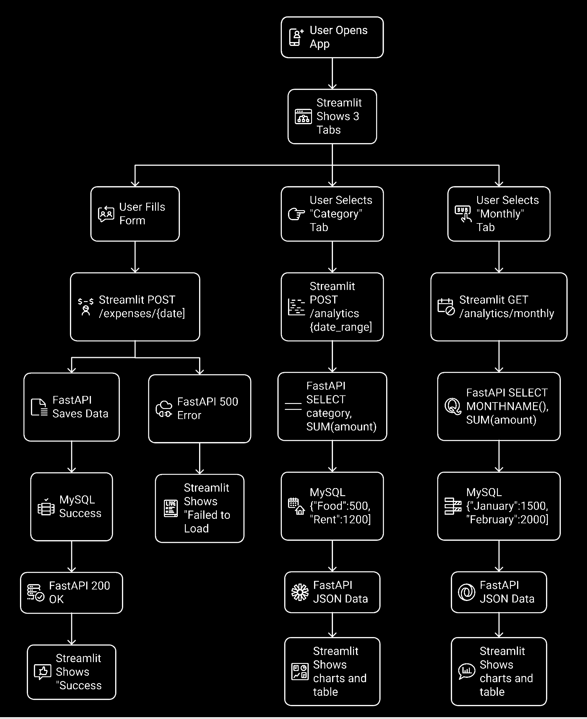 User Opens
App
Streamlit
Shows 3
Tabs
User Fills
Form
User Selects
"Category"
Tab
User Selects
"Monthly"
Tab
Streamlit POST
/expenses/{date]
Streamlit
POST
/analytics
{date_range]
Streamlit GET
/analytics/monthly
FastAPI
Saves Data
FastAPI 500
Error
FastAPI
SELECT
category,
SUM(amount)
FastAPI SELECT
MONTHNAME(),
SUM(amount)
MySQL
Success
Streamlit
Shows
"Failed to
Load
MySQL
{"Food":500,
"Rent":1200]
MySQL
{"January":1500,
"February":2000]
FastAPI 200
OK
FastAPI
JSON Data
FastAPI
JSON Data
Streamlit
Shows
"Success
Streamlit
Shows
charts and
table
Streamlit
Shows
charts and
table